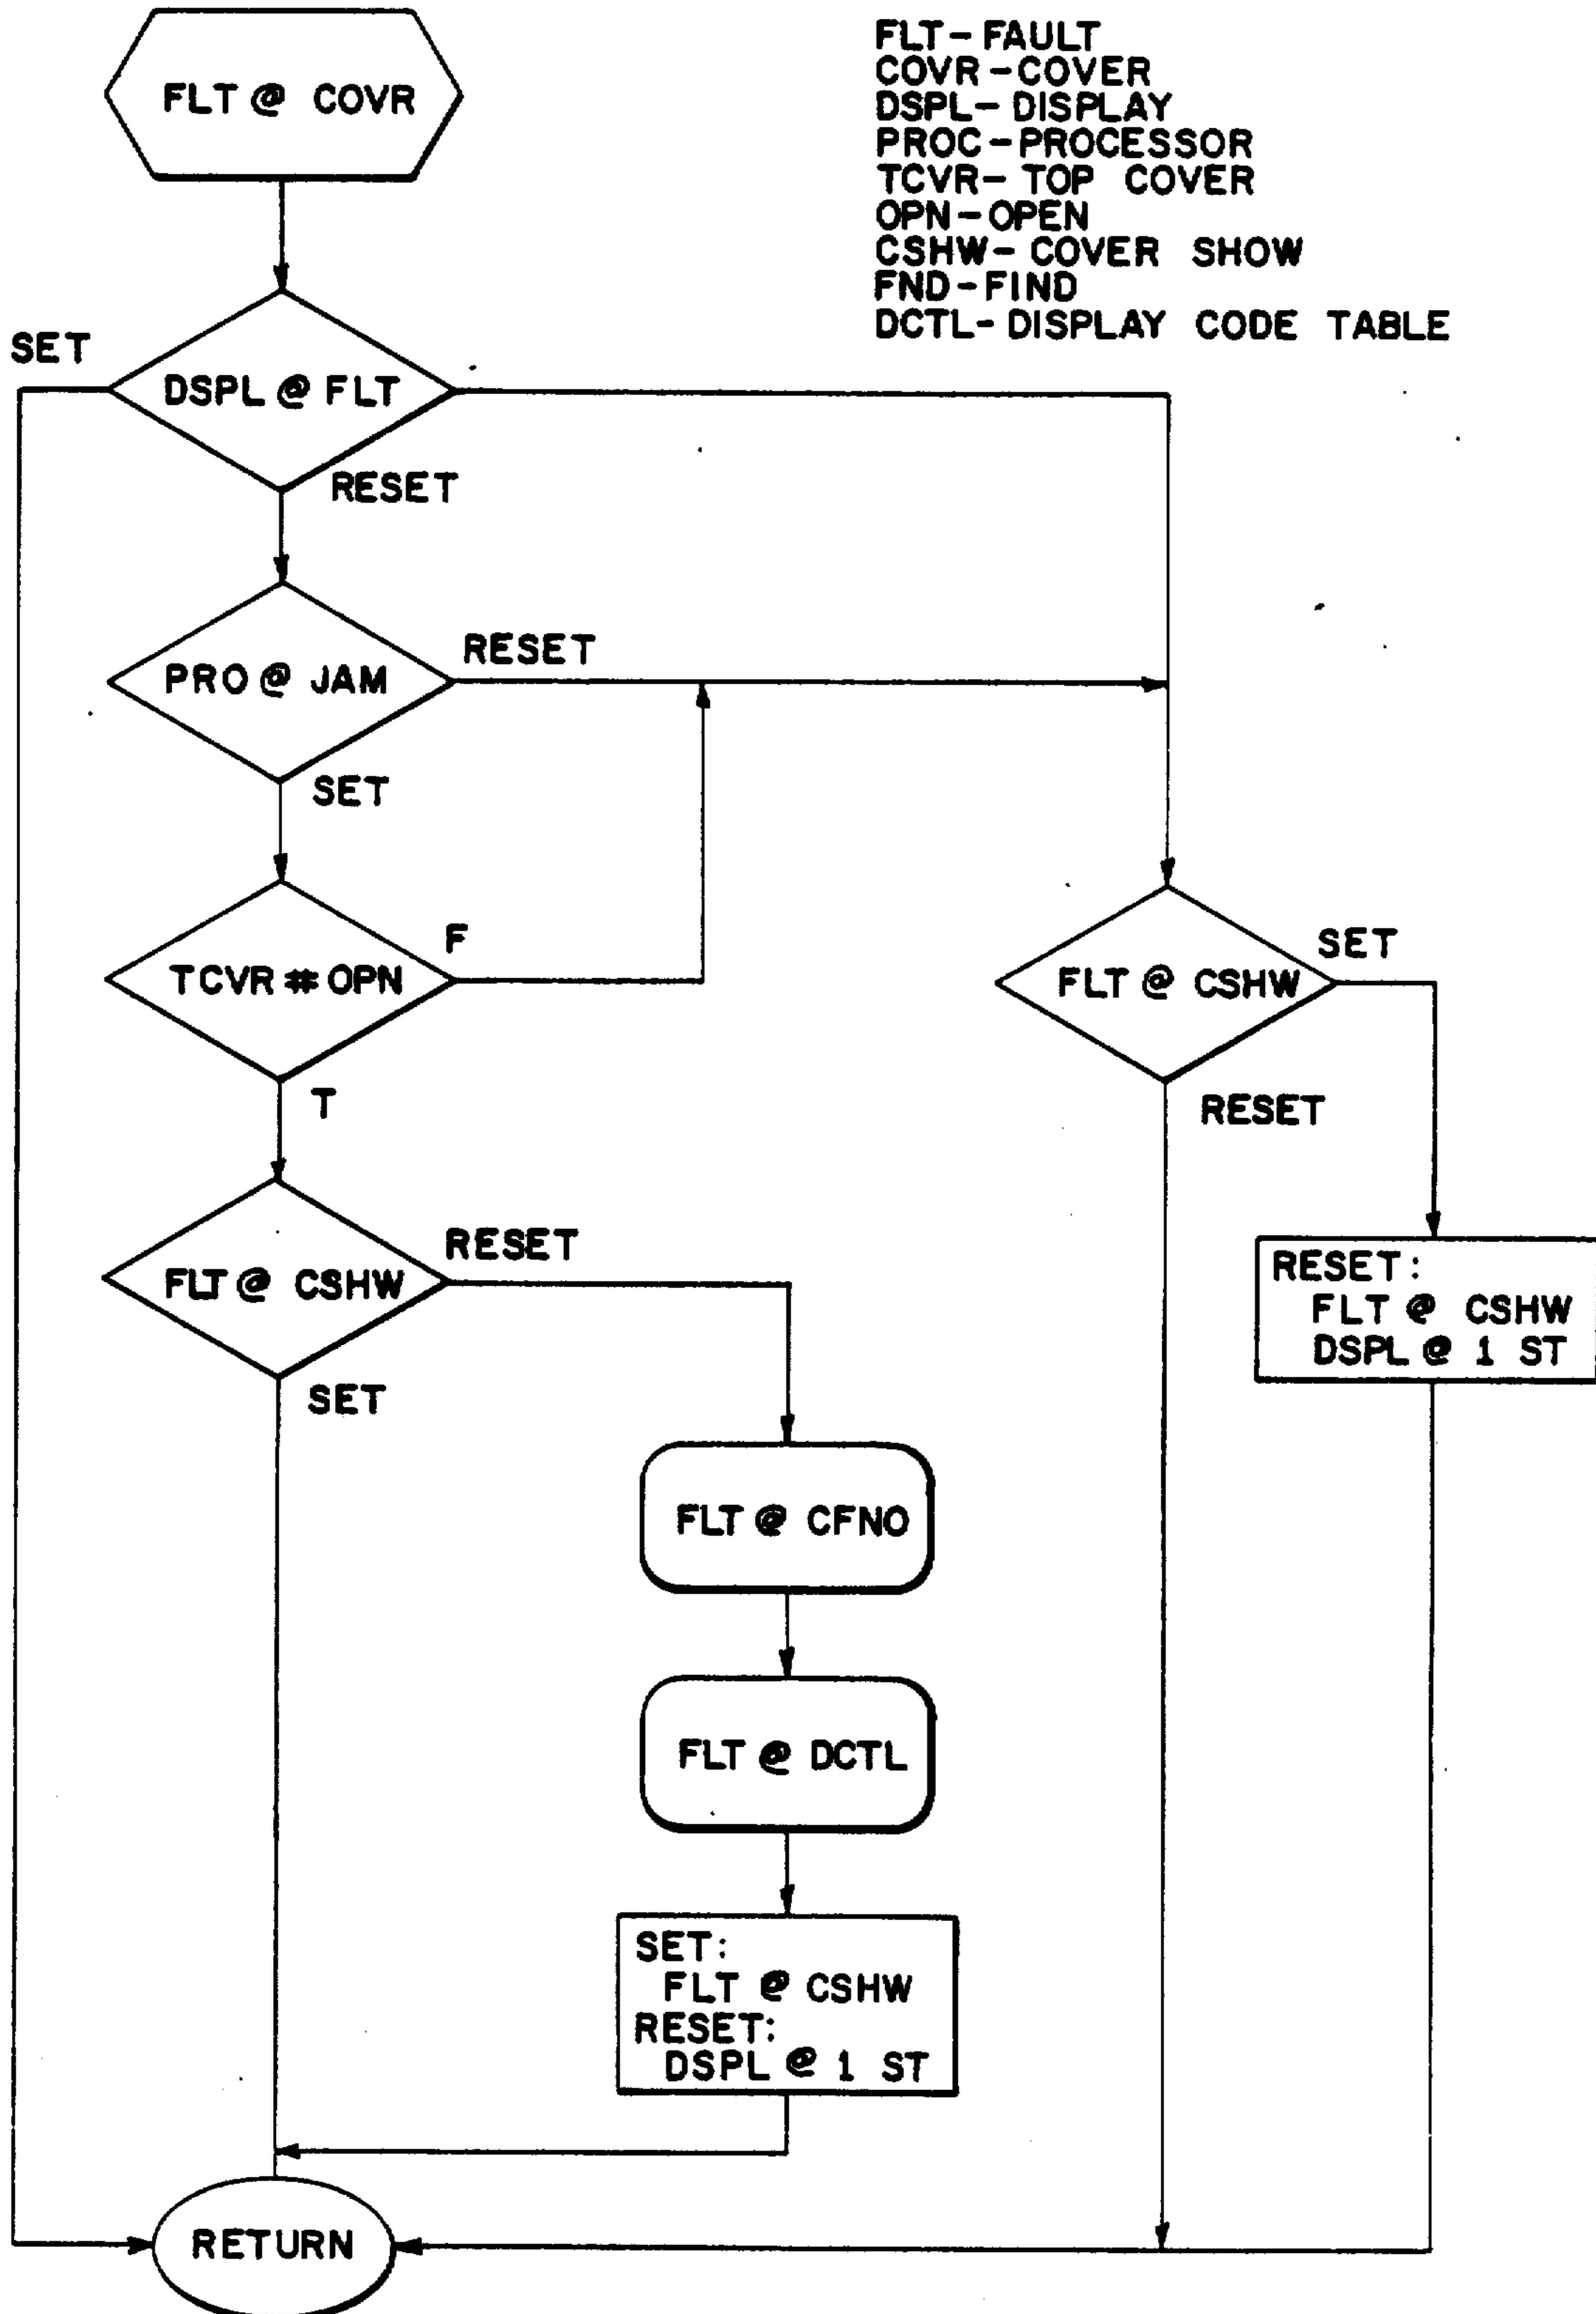 FLT @ COVR
FLT-FAULT
COVR-COVER
DSPL-DISPLAY
PROC-PROCESSOR
TCVR-TOP COVER
OPN-OPEN
CSHW-COVER SHOW
FND-FIND
DCTL-DISPLAY CODE TABLE
SET
DSPL @ FLT
RESET
PRO @ JAM
RESET
SET
TCVR # OPN
F
T
FLT @ CSHW
SET
RESET
FLT @ CSHW
RESET
SET
RESET:
FLT @ CSHW
DSPL @ 1 ST
FLT @ CFNO
FLT @ DCTL
SET:
FLT @ CSHW
RESET:
DSPL @ 1 ST
RETURN